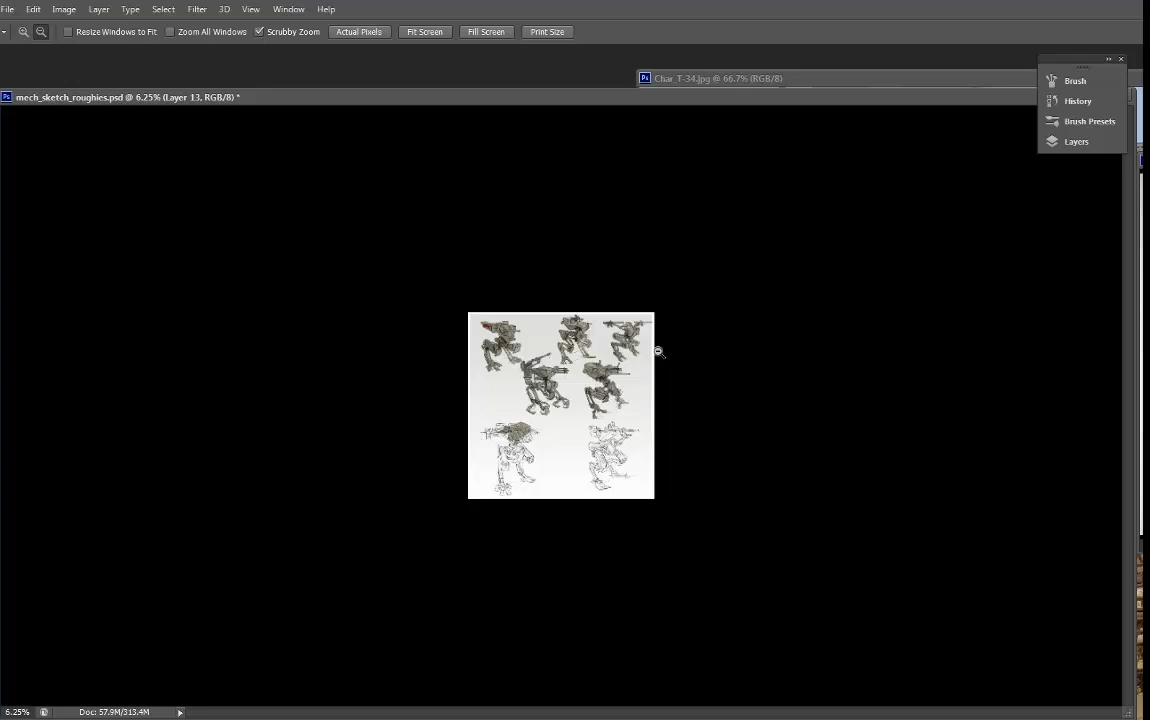 File Edit Image Layer Type Select Filter 3D View Window Help
Resize Windows to Fit Zoom All Windows Scrubby Zoom Actual Pixels Fit Screen Fill Screen Print Size
Char_T-34.jpg @ 66.7% (RGB/8)
mech_sketch_roughies.psd @ 6.25% (Layer 13, RGB/8) *
Brush
History
Brush Presets
Layers
6.25% Doc: 57.9M/313.4M